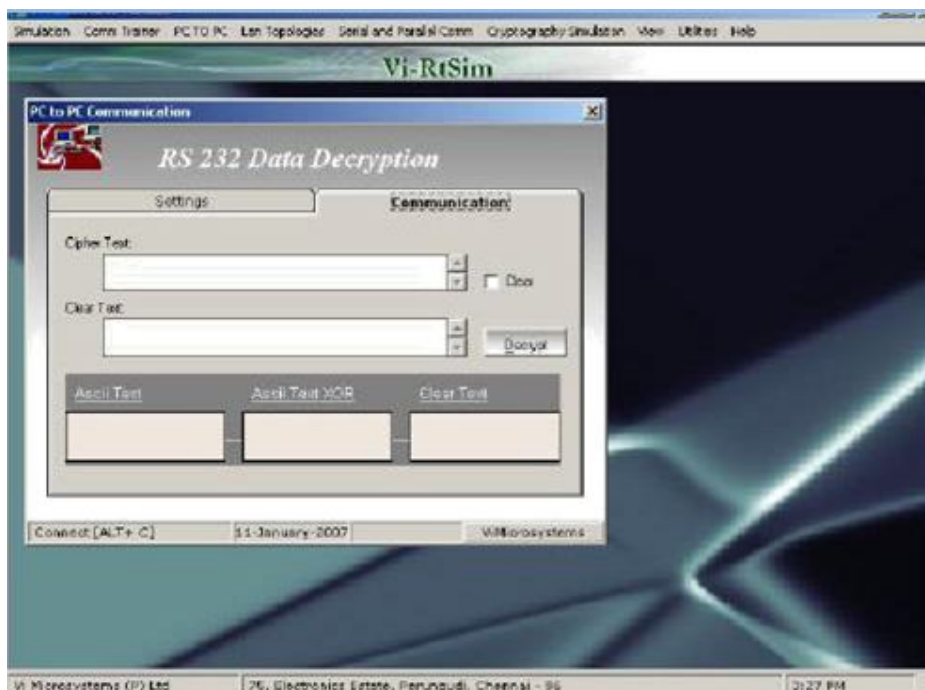 Simulation Comm Trainer PC TO PC Lan Topologies Serial and Parallel Comm Cryptography Simulation View Utilities Help
Vi-RtSim
PC to PC Communication
RS 232 Data Decryption
Settings Communication
Cipher Text:
Clear
Clear Text:
Decrypt
Ascii Text Ascii Text XOR Clear Text
Connect [ALT+ C] 11-January-2007 ViMicrosystems
Vi Microsystems (P) Ltd 75, Electronics Estate, Perungudi, Chennai - 96 2:27 PM